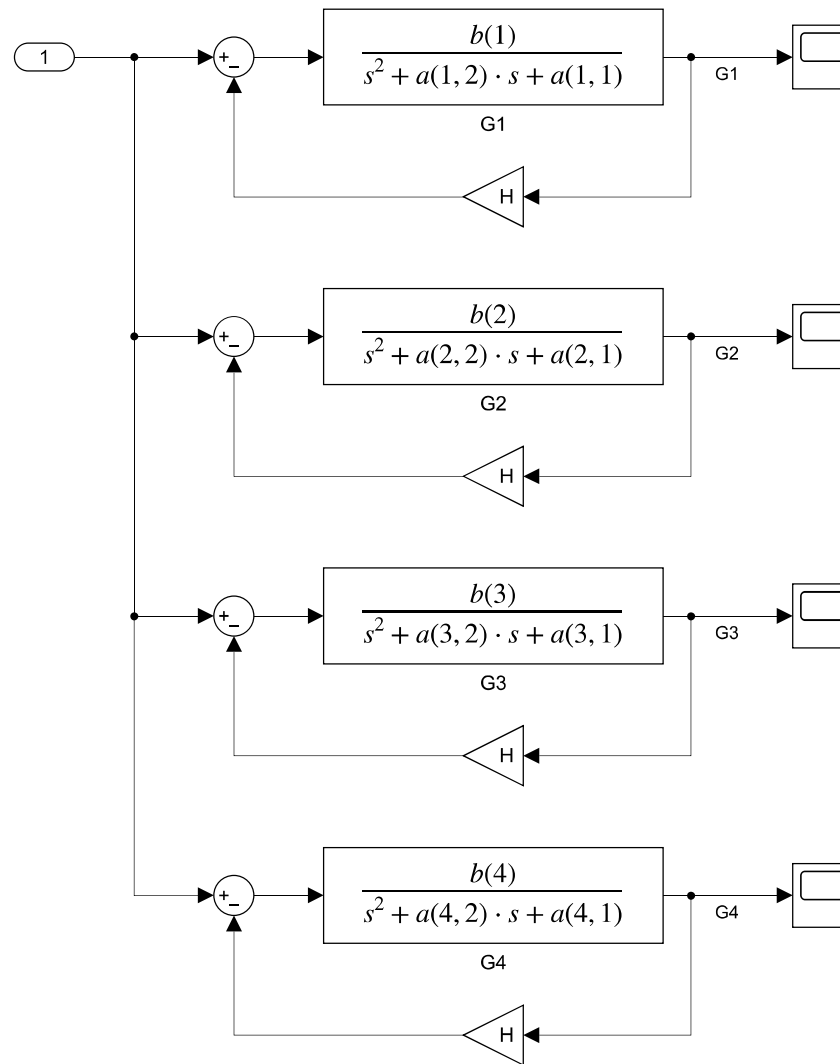 1
+
−
b(1)
s² + a(1, 2) · s + a(1, 1)
G1
G1
H
+
−
b(2)
s² + a(2, 2) · s + a(2, 1)
G2
G2
H
+
−
b(3)
s² + a(3, 2) · s + a(3, 1)
G3
G3
H
+
−
b(4)
s² + a(4, 2) · s + a(4, 1)
G4
G4
H